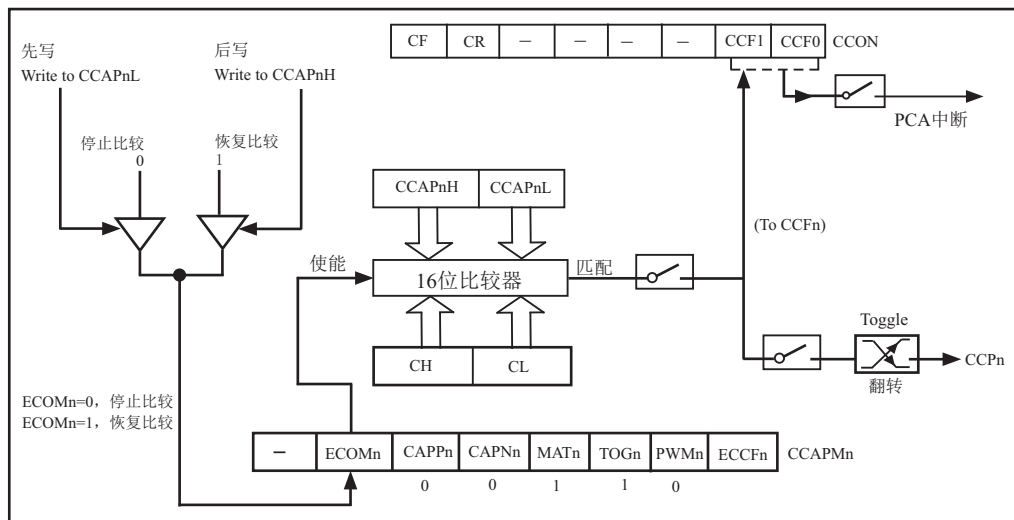 先写
Write to CCAPnL
后写
Write to CCAPnH
CF CR － － － － CCF1 CCF0 CCON
PCA中断
停止比较
0
恢复比较
1
CCAPnH CCAPnL
(To CCFn)
使能
16位比较器
匹配
Toggle
CH CL
CCPn
翻转
ECOMn=0，停止比较
ECOMn=1，恢复比较
－ ECOMn CAPPn CAPNn MATn TOGn PWMn ECCFn CCAPMn
0 0 1 1 0